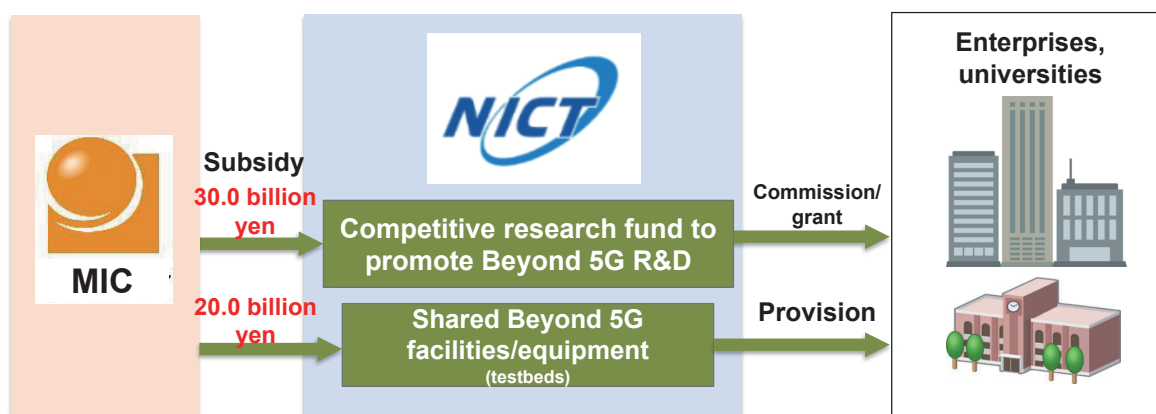 NICT
Enterprises,
universities
Subsidy
30.0 billion
yen
MIC
Competitive research fund to
promote Beyond 5G R&D
Commission/
grant
20.0 billion
yen
Shared Beyond 5G
facilities/equipment
(testbeds)
Provision